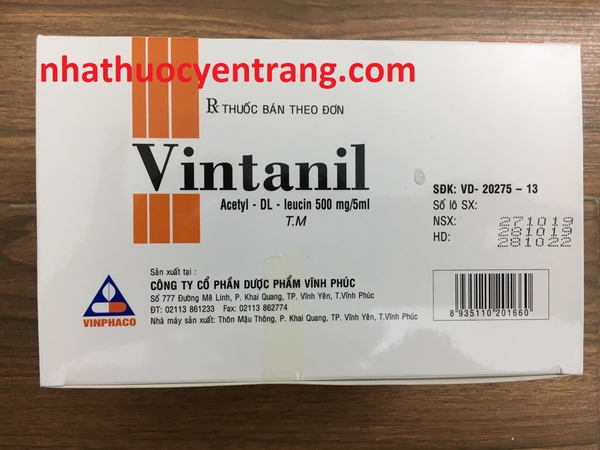 nhathuocyentrang.com
Rx THUỐC BÁN THEO ĐƠN
Vintanil
Acetyl - DL - leucin 500 mg/5ml
T.M
SĐK: VD- 20275 - 13
Số lô SX: 271019
NSX: 281019
HD: 281022
Sản xuất tại :
CÔNG TY CỔ PHẦN DƯỢC PHẨM VĨNH PHÚC
Số 777 Đường Mê Linh, P. Khai Quang, TP. Vĩnh Yên, T.Vĩnh Phúc
ĐT: 02113 861233 Fax: 02113 862774
Nhà máy sản xuất: Thôn Mậu Thông, P. Khai Quang, TP. Vĩnh Yên, T.Vĩnh Phúc
VINPHACO
8 935110 201660